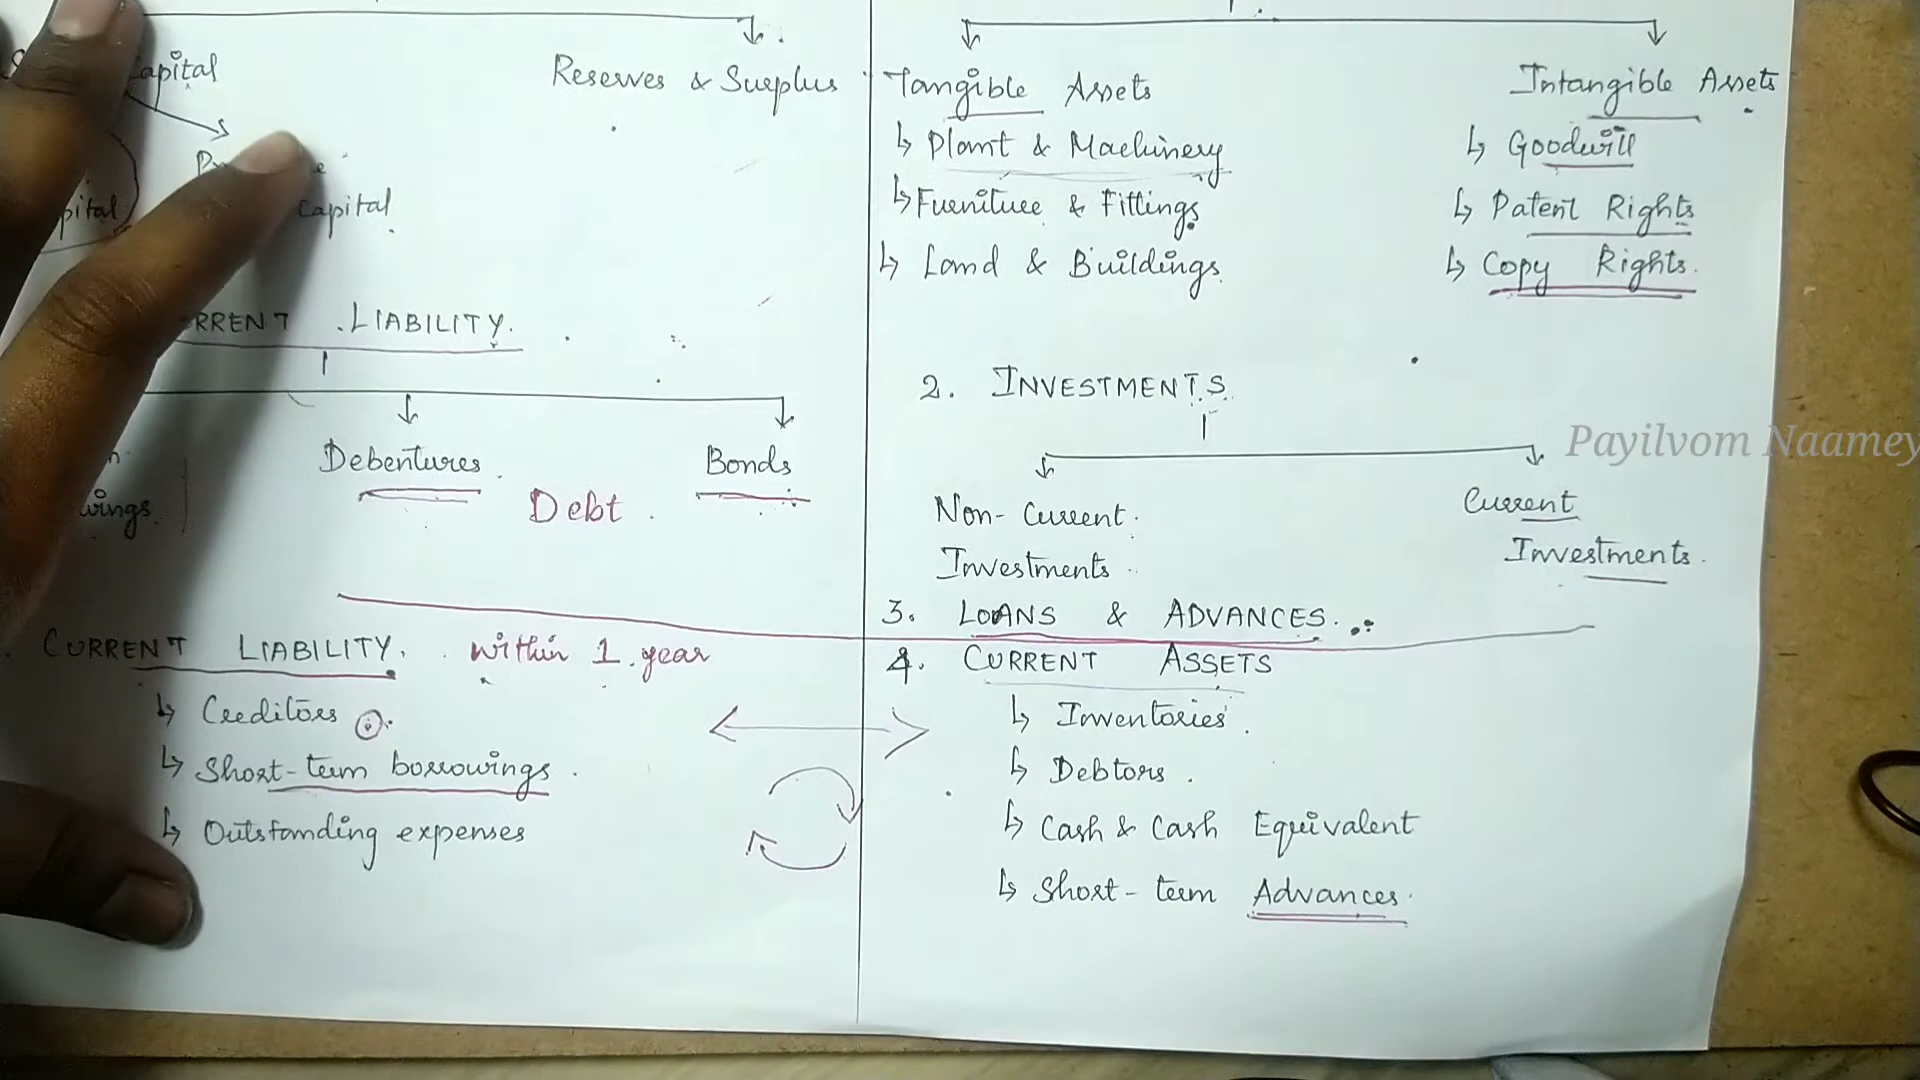 apital
Reserves & Surplus
capital
pital
RRENT LIABILITY.
Debentures
Bonds
wings.
Debt
CURRENT LIABILITY. within 1 year
↳ Creditors
↳ Short-term borrowings
↳ Outstanding expenses
Tangible Assets
↳ Plant & Machinery
↳ Furniture & Fittings
↳ Land & Buildings
Intangible Assets
↳ Goodwill
↳ Patent Rights
↳ Copy Rights.
2. INVESTMENTS
Payilvom Naamey
Non-Current
Investments
Current
Investments
3. LOANS & ADVANCES.
4. CURRENT ASSETS
↳ Inventories
↳ Debtors
↳ Cash & Cash Equivalent
↳ Short-term Advances